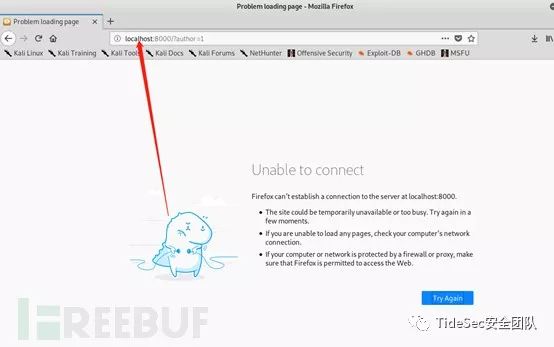 Problem loading page - Mozilla Firefox
Problem loading page
localhost:8000/?author=1
Kali Linux Kali Training Kali Tools Kali Docs Kali Forums NetHunter Offensive Security Exploit-DB GHDB MSFU
Unable to connect
Firefox can't establish a connection to the server at localhost:8000.
The site could be temporarily unavailable or too busy. Try again in a
few moments.
If you are unable to load any pages, check your computer's network
connection.
If your computer or network is protected by a firewall or proxy, make
sure that Firefox is permitted to access the Web.
Try Again
FREEBUF
TideSec安全团队